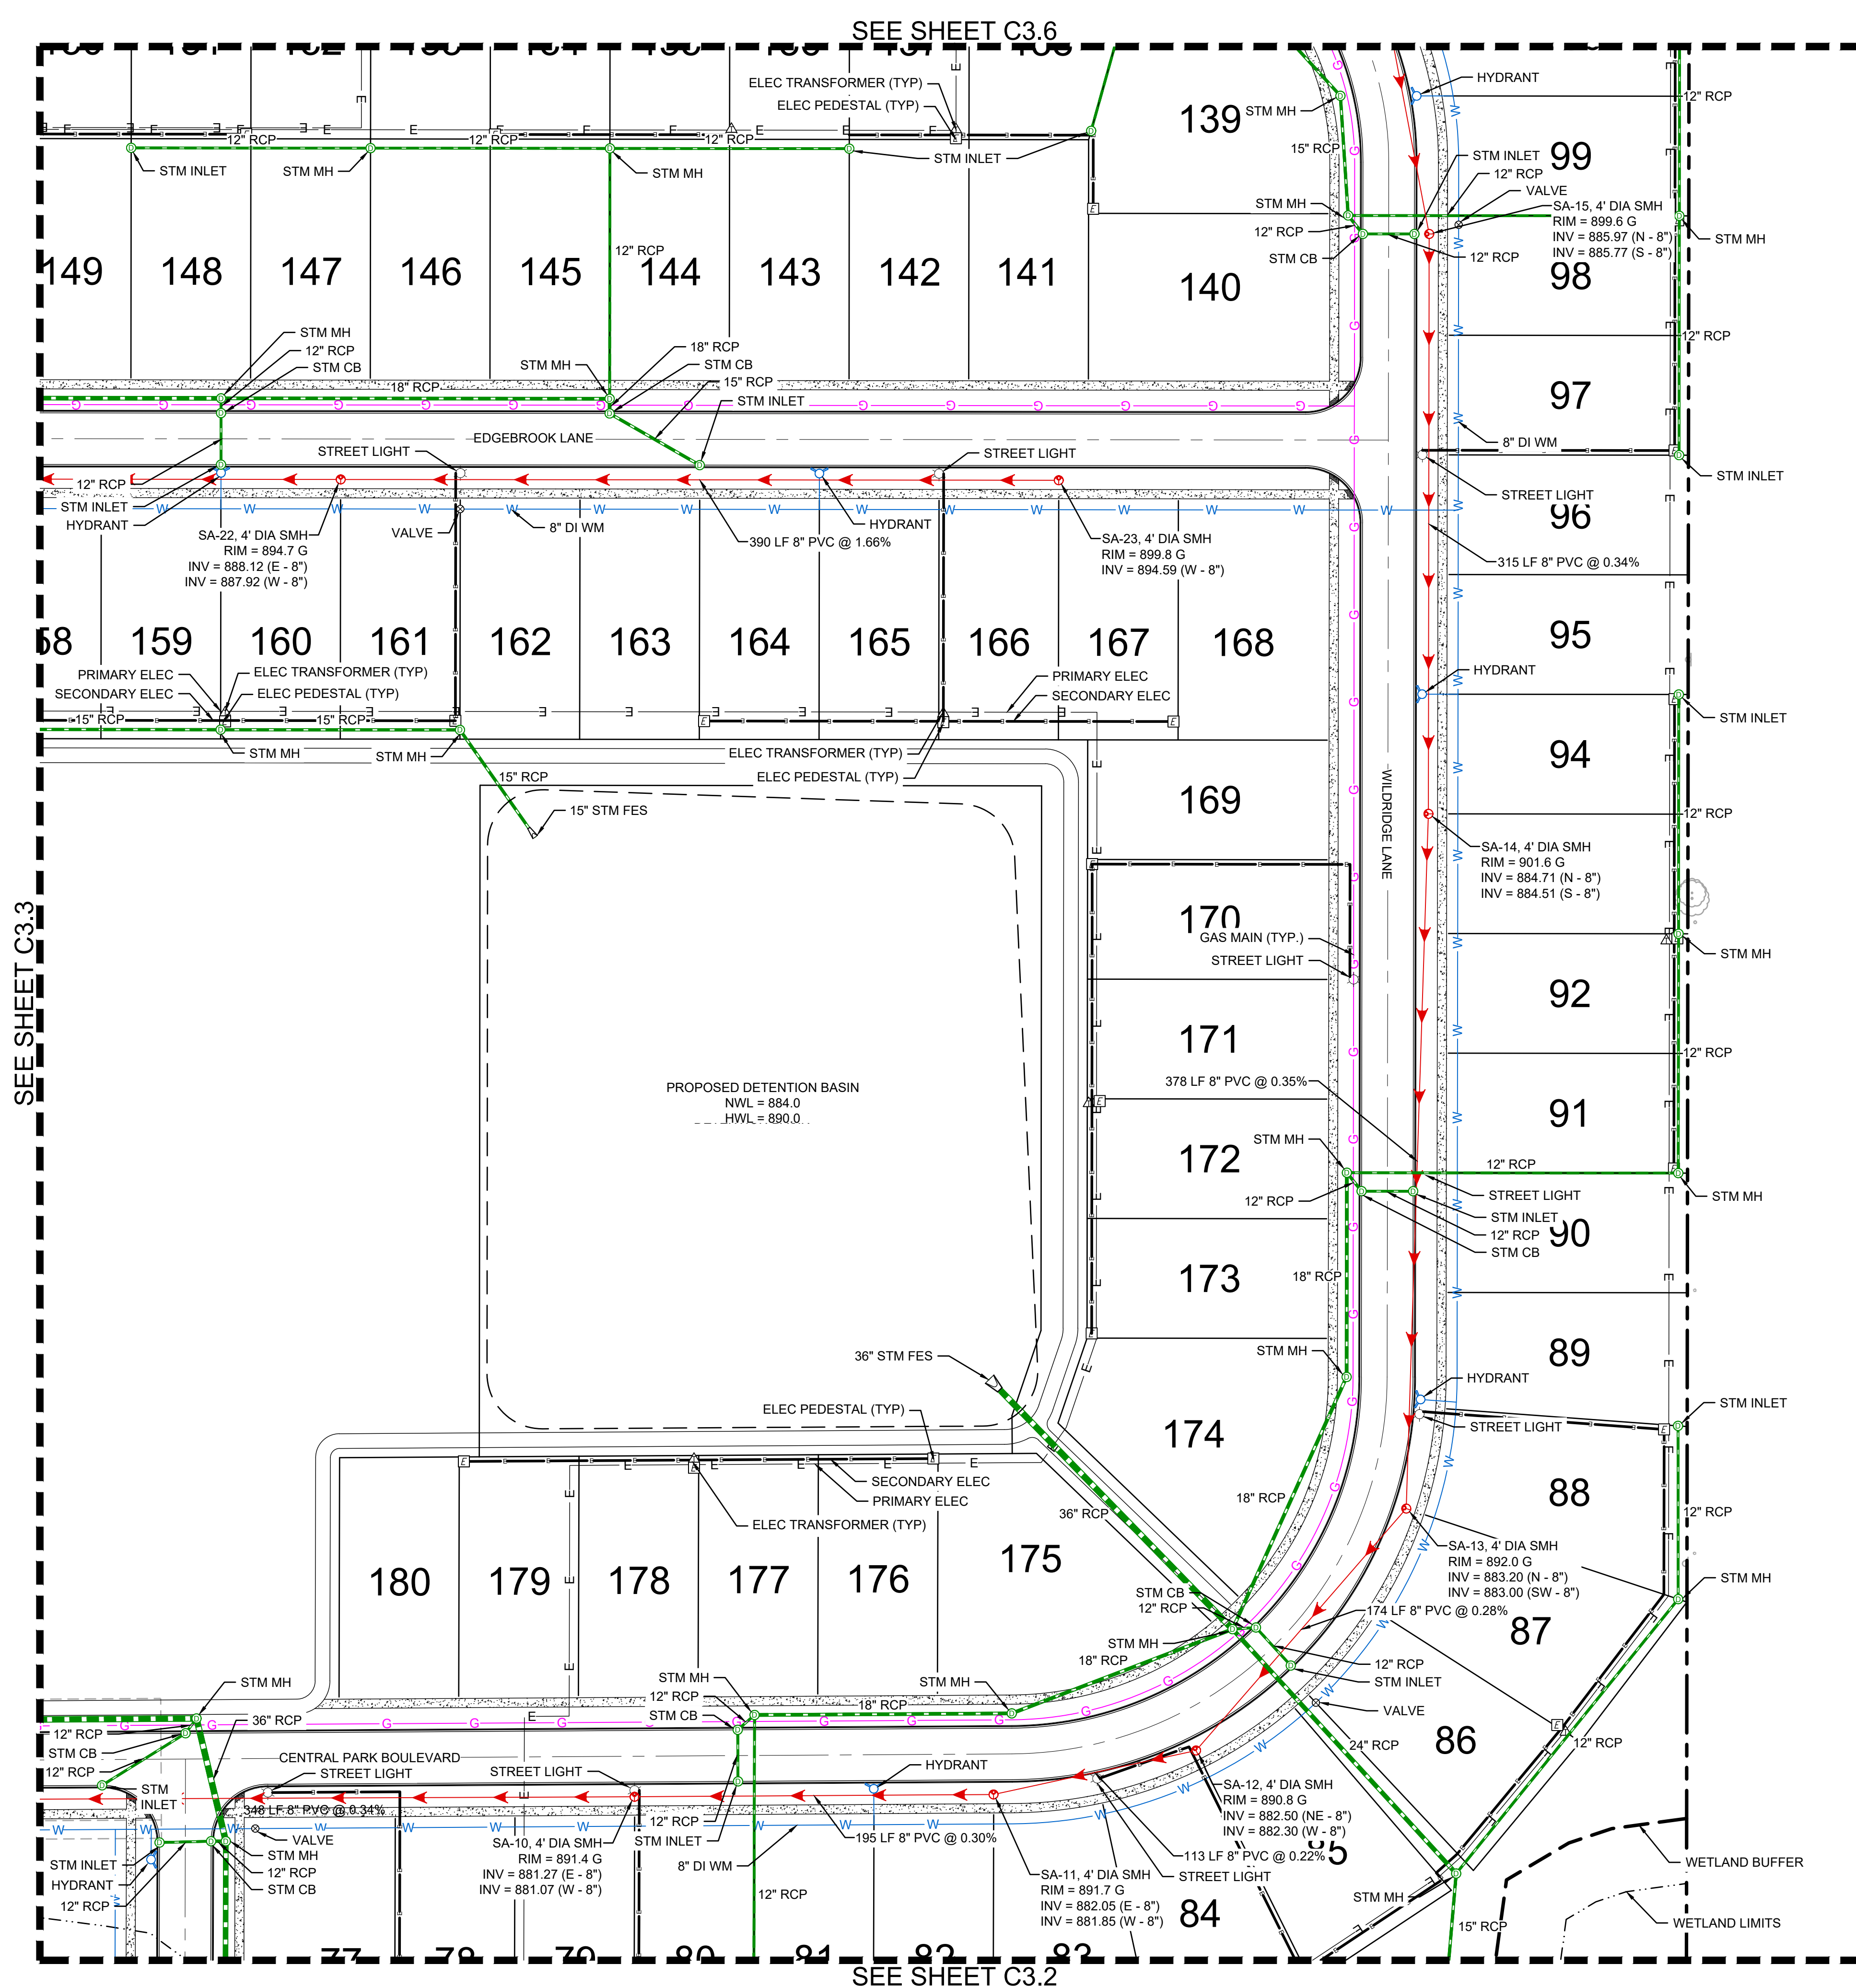 SEE SHEET C3.6
ELEC TRANSFORMER (TYP)
ELEC PEDESTAL (TYP)
HYDRANT
12" RCP
139
STM MH
99
12" RCP
12" RCP
12" RCP
STM INLET
STM MH
STM MH
STM INLET
15" RCP
STM INLET
12" RCP
VALVE
SA-15, 4' DIA SMH
RIM = 899.6 G
INV = 885.97 (N - 8")
INV = 885.77 (S - 8")
STM MH
12" RCP
STM CB
12" RCP
STM MH
98
149
148
147
146
145
144
143
142
141
140
12" RCP
STM MH
12" RCP
STM CB
18" RCP
STM MH
18" RCP
STM CB
15" RCP
STM INLET
12" RCP
97
EDGEBROOK LANE
STREET LIGHT
STREET LIGHT
8" DI WM
12" RCP
STM INLET
HYDRANT
STM INLET
STREET LIGHT
96
SA-22, 4' DIA SMH
RIM = 894.7 G
INV = 888.12 (E - 8")
INV = 887.92 (W - 8")
VALVE
8" DI WM
HYDRANT
390 LF 8" PVC @ 1.66%
SA-23, 4' DIA SMH
RIM = 899.8 G
INV = 894.59 (W - 8")
315 LF 8" PVC @ 0.34%
58
159
160
161
162
163
164
165
166
167
168
95
PRIMARY ELEC
SECONDARY ELEC
ELEC TRANSFORMER (TYP)
ELEC PEDESTAL (TYP)
PRIMARY ELEC
SECONDARY ELEC
HYDRANT
15" RCP
15" RCP
STM MH
STM MH
STM INLET
ELEC TRANSFORMER (TYP)
ELEC PEDESTAL (TYP)
94
15" RCP
15" STM FES
169
WILDRIDGE LANE
12" RCP
SA-14, 4' DIA SMH
RIM = 901.6 G
INV = 884.71 (N - 8")
INV = 884.51 (S - 8")
170
GAS MAIN (TYP.)
STREET LIGHT
STM MH
SEE SHEET C3.3
92
171
12" RCP
PROPOSED DETENTION BASIN
NWL = 884.0
HWL = 890.0
378 LF 8" PVC @ 0.35%
91
172
STM MH
12" RCP
12" RCP
STREET LIGHT
STM MH
STM INLET
12" RCP
STM CB
90
173
18" RCP
89
STM MH
36" STM FES
HYDRANT
STM INLET
STREET LIGHT
ELEC PEDESTAL (TYP)
174
SECONDARY ELEC
PRIMARY ELEC
ELEC TRANSFORMER (TYP)
18" RCP
36" RCP
88
12" RCP
SA-13, 4' DIA SMH
RIM = 892.0 G
INV = 883.20 (N - 8")
INV = 883.00 (SW - 8")
STM MH
180
179
178
177
176
175
STM CB
12" RCP
174 LF 8" PVC @ 0.28%
87
STM MH
18" RCP
12" RCP
STM INLET
STM MH
STM MH
12" RCP
STM CB
STM MH
18" RCP
VALVE
12" RCP
STM CB
12" RCP
36" RCP
24" RCP
86
12" RCP
CENTRAL PARK BOULEVARD
STREET LIGHT
STREET LIGHT
HYDRANT
STM
INLET
348 LF 8" PVC @ 0.34%
SA-12, 4' DIA SMH
RIM = 890.8 G
INV = 882.50 (NE - 8")
INV = 882.30 (W - 8")
12" RCP
STM INLET
195 LF 8" PVC @ 0.30%
VALVE
STM MH
12" RCP
STM CB
SA-10, 4' DIA SMH
RIM = 891.4 G
INV = 881.27 (E - 8")
INV = 881.07 (W - 8")
8" DI WM
STM INLET
HYDRANT
12" RCP
113 LF 8" PVC @ 0.22%
85
STREET LIGHT
SA-11, 4' DIA SMH
RIM = 891.7 G
INV = 882.05 (E - 8")
INV = 881.85 (W - 8")
12" RCP
84
STM MH
15" RCP
WETLAND BUFFER
WETLAND LIMITS
77
78
79
80
81
82
83
SEE SHEET C3.2